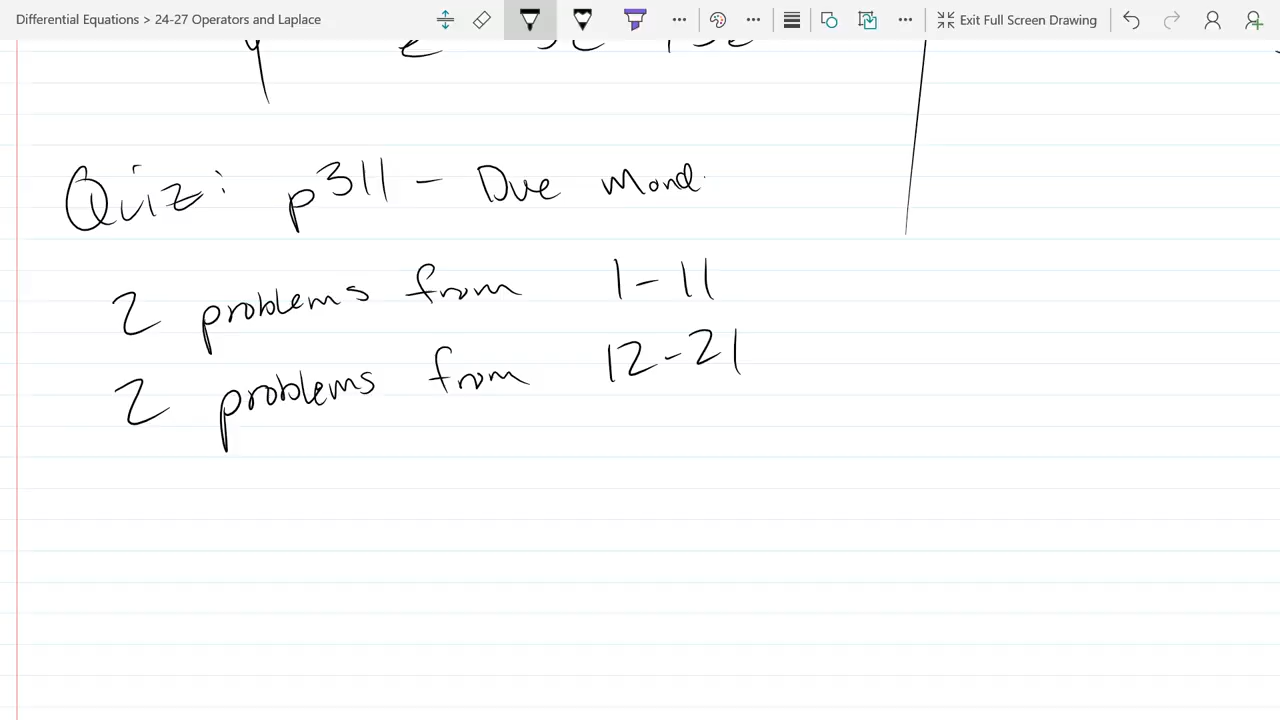 Differential Equations > 24-27 Operators and Laplace
Exit Full Screen Drawing
Quiz: p311 - Due Mond.
2 problems from 1-11
2 problems from 12-21